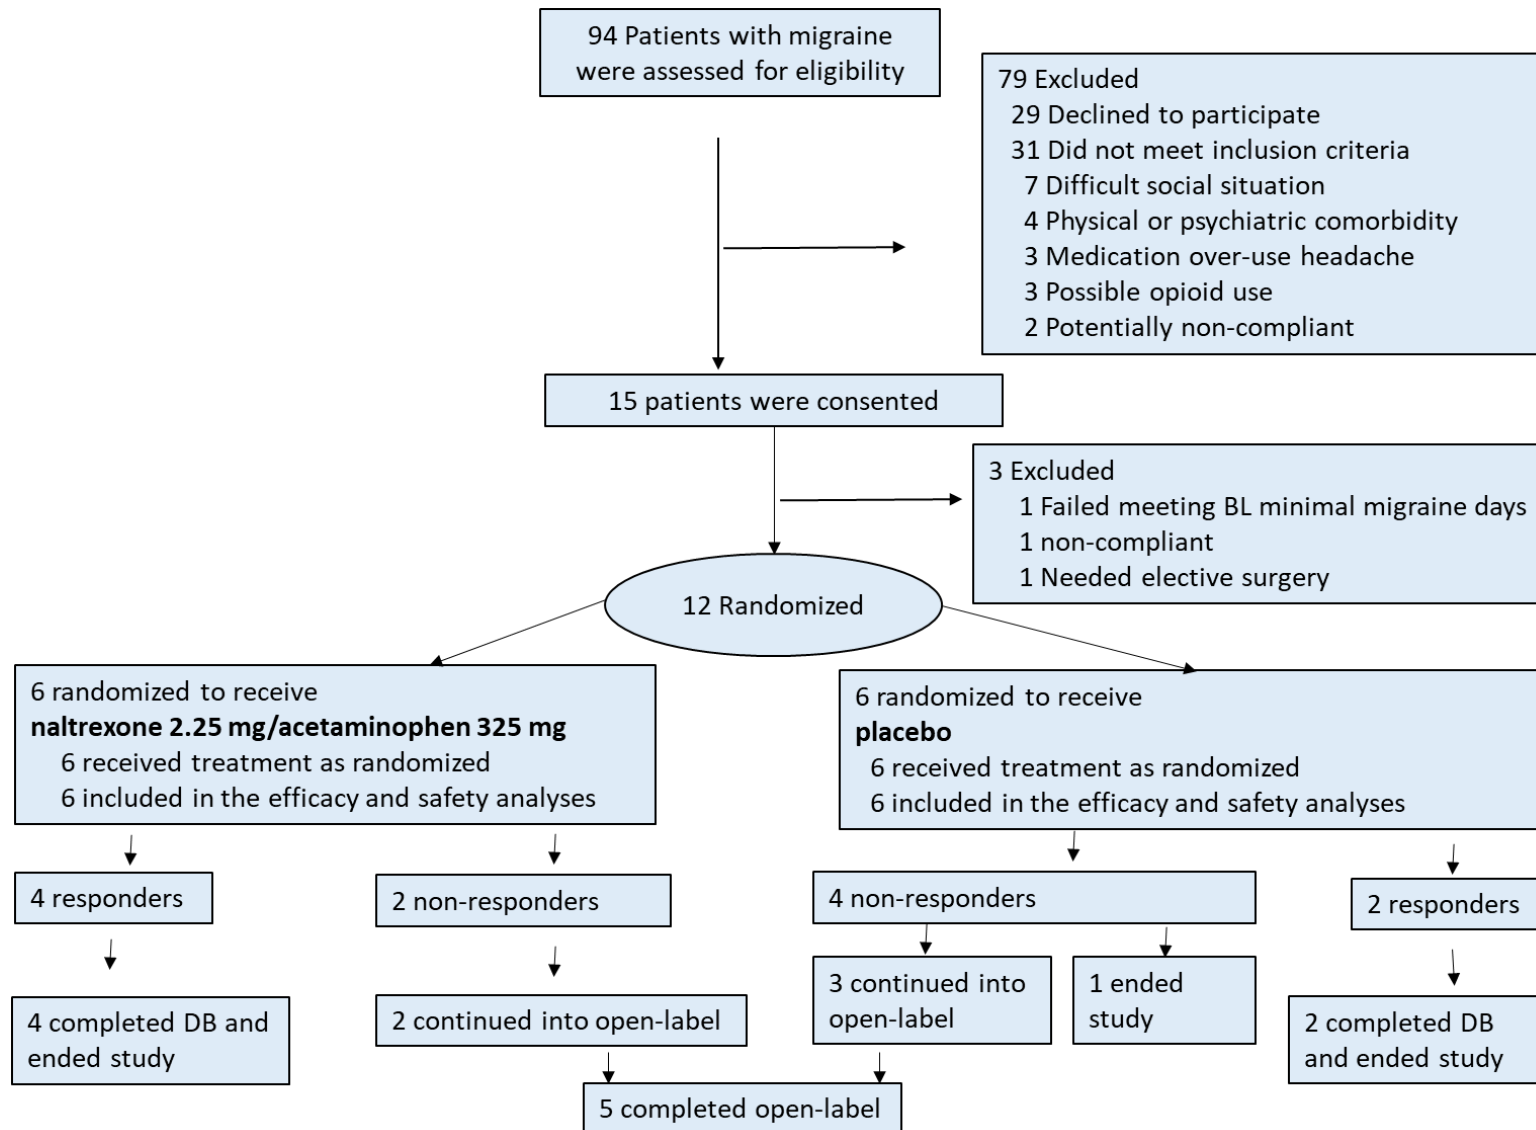 94 Patients with migraine
were assessed for eligibility
79 Excluded
29 Declined to participate
31 Did not meet inclusion criteria
7 Difficult social situation
4 Physical or psychiatric comorbidity
3 Medication over-use headache
3 Possible opioid use
2 Potentially non-compliant
15 patients were consented
3 Excluded
1 Failed meeting BL minimal migraine days
1 non-compliant
1 Needed elective surgery
12 Randomized
6 randomized to receive
naltrexone 2.25 mg/acetaminophen 325 mg
6 received treatment as randomized
6 included in the efficacy and safety analyses
6 randomized to receive
placebo
6 received treatment as randomized
6 included in the efficacy and safety analyses
4 responders
2 non-responders
4 non-responders
2 responders
4 completed DB and
ended study
2 continued into open-label
3 continued into
open-label
1 ended
study
2 completed DB
and ended study
5 completed open-label